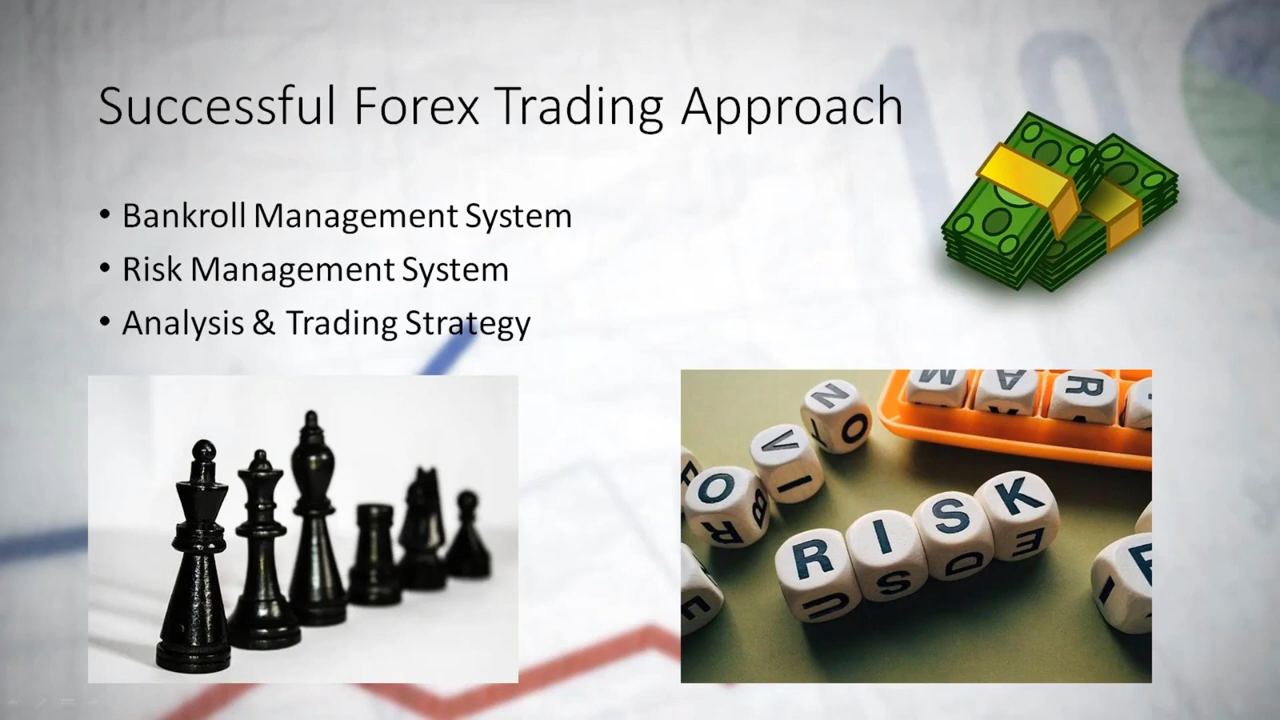 Successful Forex Trading Approach
• Bankroll Management System
• Risk Management System
• Analysis & Trading Strategy
RISK